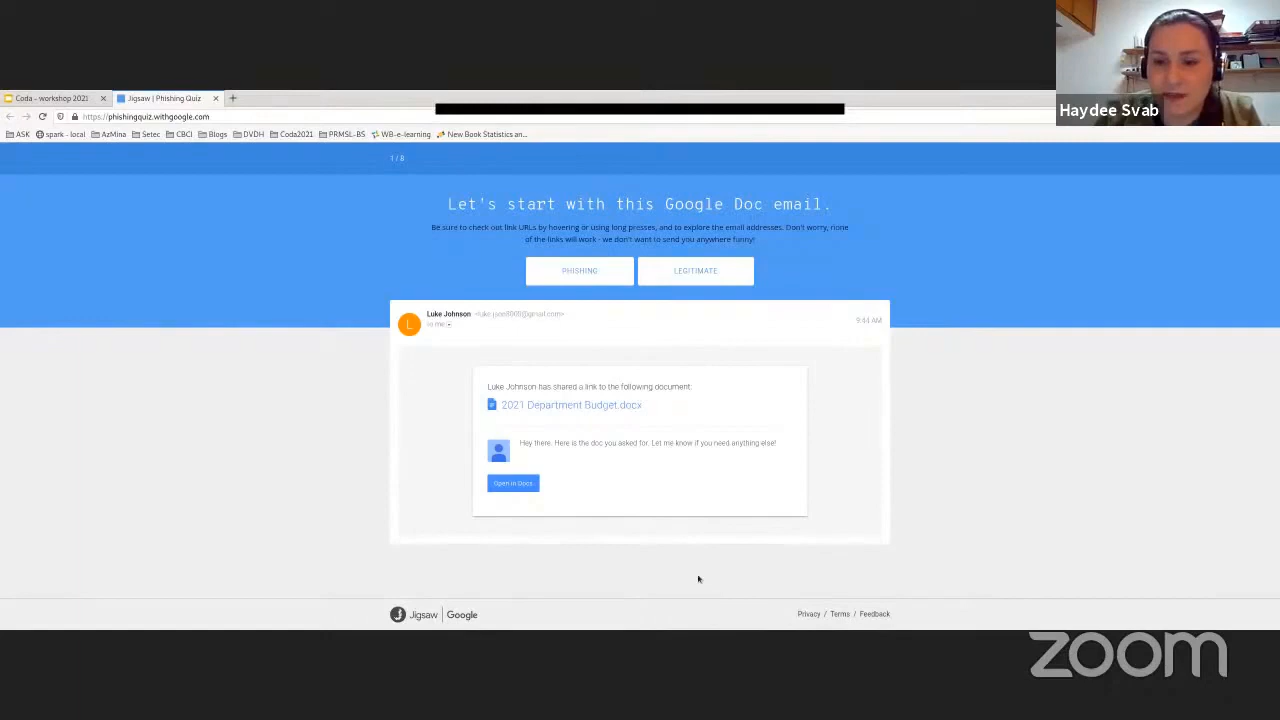 Haydee Svab
Coda - workshop 2021
Jigsaw | Phishing Quiz
https://phishingquiz.withgoogle.com
ASK spark - local AzMina Setec CBCI Blogs DVDH Coda2021 PRMSL-BS WB-e-learning New Book Statistics an...
1 / 8
Let's start with this Google Doc email.
Be sure to check out link URLs by hovering or using long presses, and to explore the email addresses. Don't worry, none
of the links will work - we don't want to send you anywhere funny!
PHISHING LEGITIMATE
L
Luke Johnson
to me
9:44 AM
Luke Johnson has shared a link to the following document:
2021 Department Budget.docx
Hey there. Here is the doc you asked for. Let me know if you need anything else!
Open in Docs
Jigsaw | Google
Privacy / Terms / Feedback
zoom